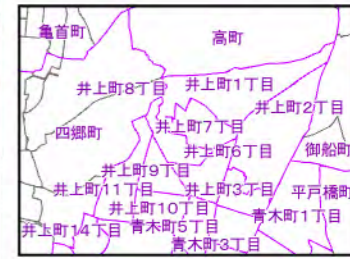 亀首町
高町
井上町8丁目
井上町1丁目
井上町2丁目
四郷町
井上町7丁目
井上町6丁目
御船町
井上町9丁目
井上町11丁目
井上町3丁目
平戸橋町
井上町10丁目
青木町1丁目
井上町14丁目
青木町5丁目
青木町3丁目